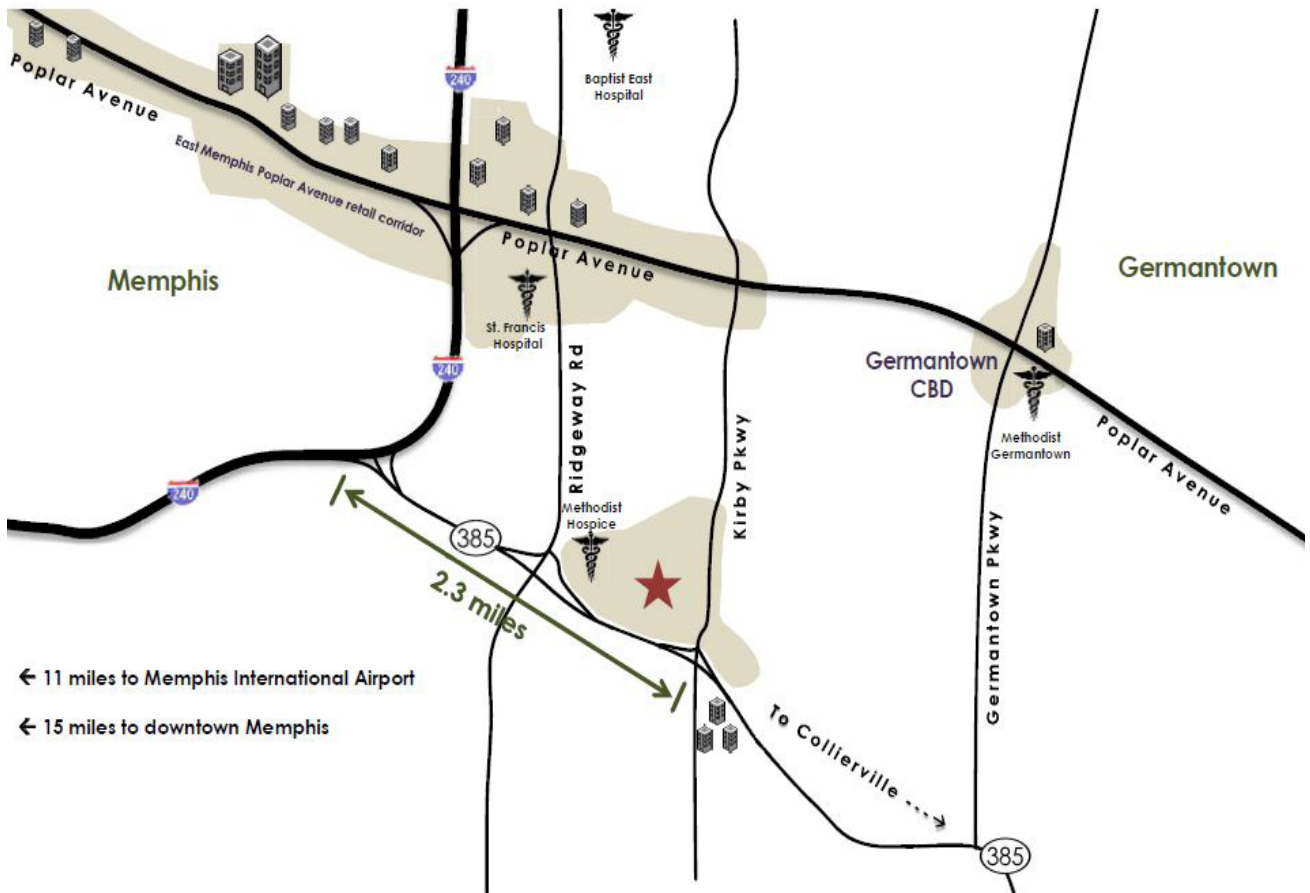 Baptist East
Hospital
240
Poplar Avenue
East Memphis Poplar Avenue retail corridor
Poplar Avenue
Memphis
Germantown
St. Francis
Hospital
240
Germantown
CBD
Methodist
Germantown
Poplar Avenue
Ridgeway Rd
Kirby Pkwy
240
Methodist
Hospice
385
2.3 miles
Germantown Pkwy
← 11 miles to Memphis International Airport
← 15 miles to downtown Memphis
To Collierville
385